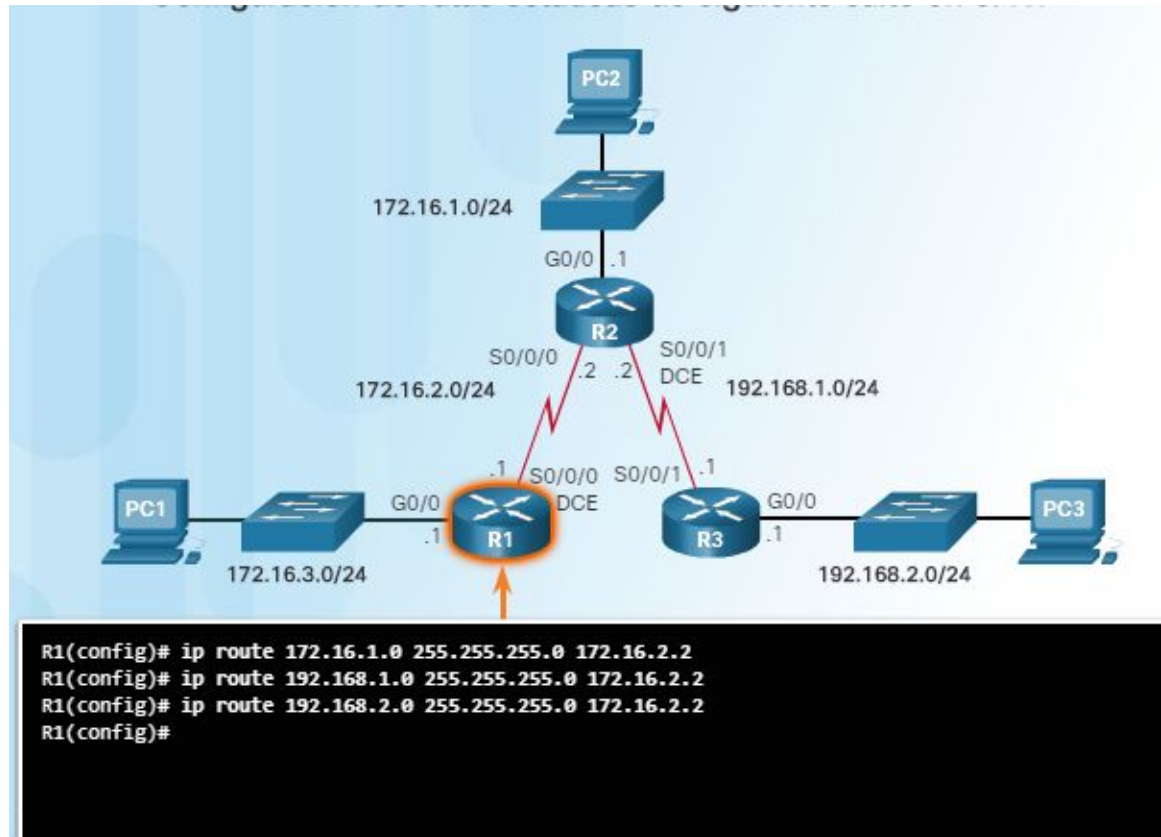 PC2
172.16.1.0/24
G0/0 .1
R2
S0/0/0 .2 .2 S0/0/1
DCE
172.16.2.0/24 192.168.1.0/24
.1 S0/0/0 S0/0/1 .1
DCE
PC1 G0/0 .1 R1 R3 G0/0 .1 PC3
172.16.3.0/24 192.168.2.0/24
R1(config)# ip route 172.16.1.0 255.255.255.0 172.16.2.2
R1(config)# ip route 192.168.1.0 255.255.255.0 172.16.2.2
R1(config)# ip route 192.168.2.0 255.255.255.0 172.16.2.2
R1(config)#